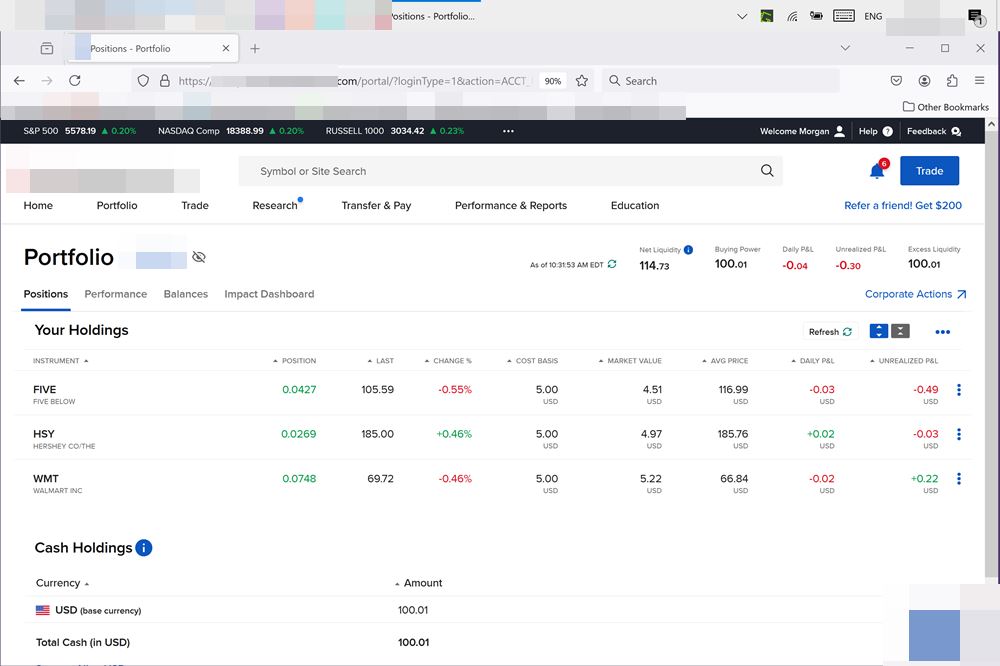 Positions - Portfolio...
ENG
1
Positions - Portfolio
https://
com/portal/?loginType=1&action=ACCT_
90%
Search
Other Bookmarks
S&P 500 5578.19 ▲ 0.20% NASDAQ Comp 18388.99 ▲ 0.20% RUSSELL 1000 3034.42 ▲ 0.23% ••• Welcome Morgan Help ? Feedback
Symbol or Site Search
6
Trade
Home Portfolio Trade Research Transfer & Pay Performance & Reports Education Refer a friend! Get $200
Portfolio
As of 10:31:53 AM EDT
Net Liquidity i Buying Power Daily P&L Unrealized P&L Excess Liquidity
114.73 100.01 -0.04 -0.30 100.01
Positions Performance Balances Impact Dashboard Corporate Actions
Your Holdings Refresh
INSTRUMENT POSITION LAST CHANGE % COST BASIS MARKET VALUE AVG PRICE DAILY P&L UNREALIZED P&L
FIVE 0.0427 105.59 -0.55% 5.00 4.51 116.99 -0.03 -0.49
FIVE BELOW USD USD USD USD USD
HSY 0.0269 185.00 +0.46% 5.00 4.97 185.76 +0.02 -0.03
HERSHEY CO/THE USD USD USD USD USD
WMT 0.0748 69.72 -0.46% 5.00 5.22 66.84 -0.02 +0.22
WALMART INC USD USD USD USD USD
Cash Holdings i
Currency Amount
USD (base currency) 100.01
Total Cash (in USD) 100.01